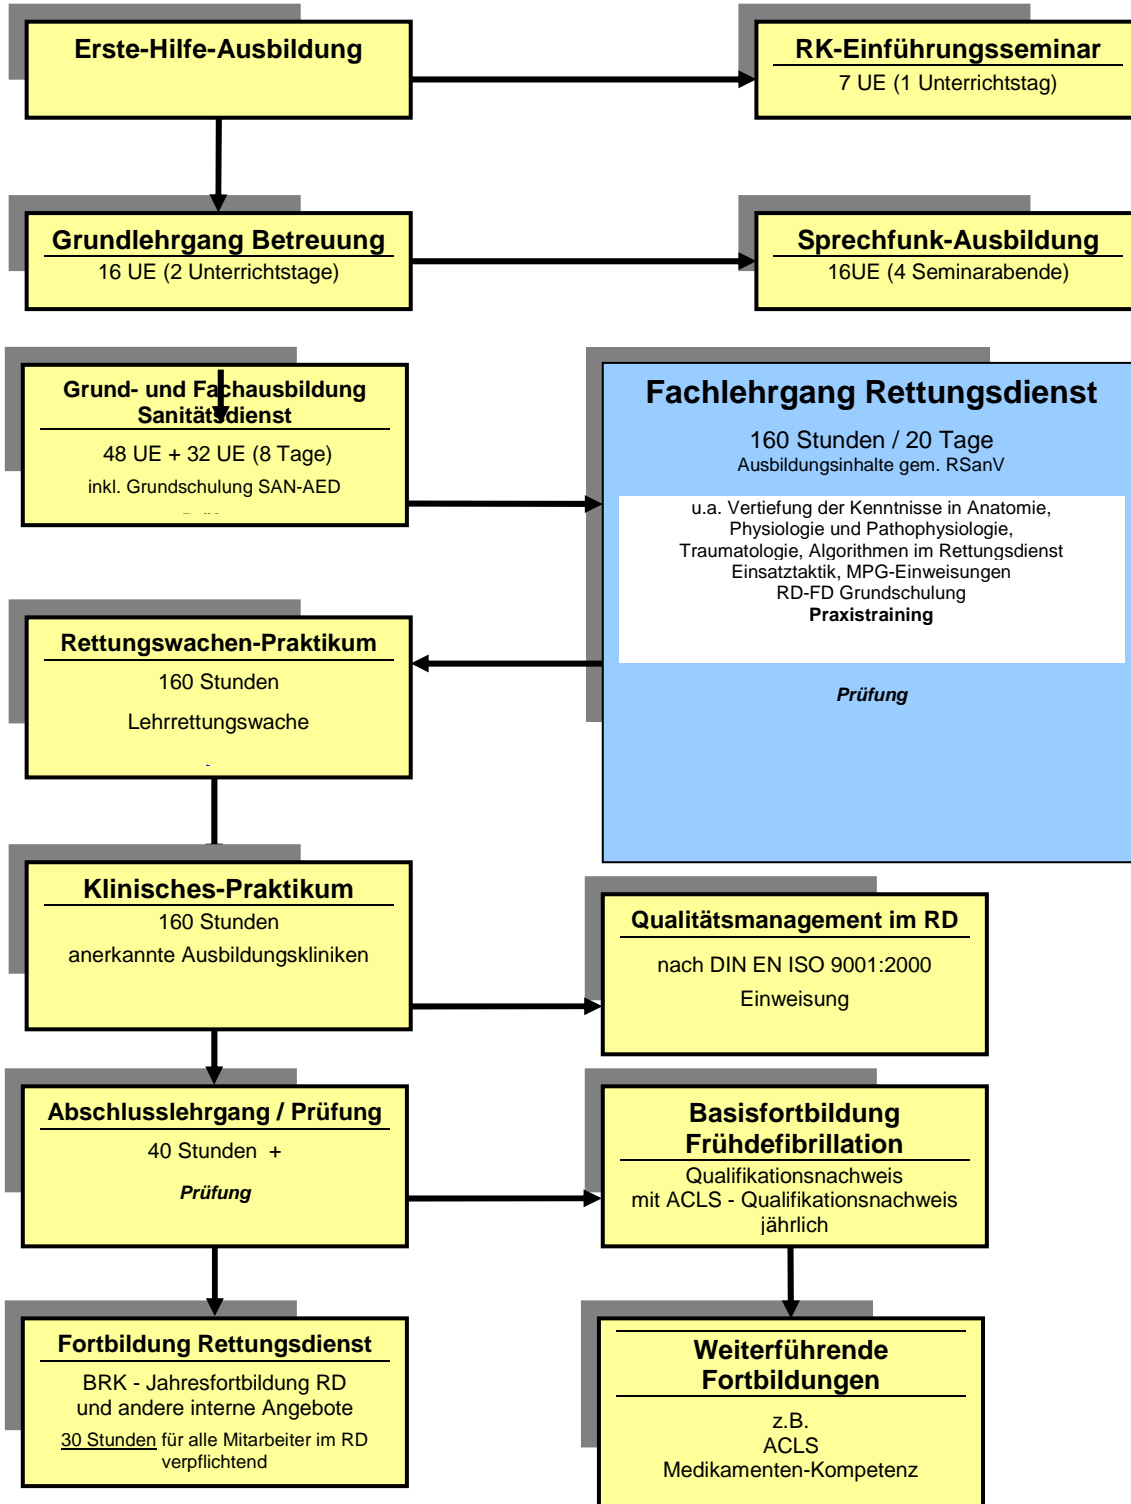 Erste-Hilfe-Ausbildung
RK-Einführungsseminar
7 UE (1 Unterrichtstag)
Grundlehrgang Betreuung
16 UE (2 Unterrichtstage)
Sprechfunk-Ausbildung
16UE (4 Seminarabende)
Grund- und Fachausbildung
Sanitätsdienst
48 UE + 32 UE (8 Tage)
inkl. Grundschulung SAN-AED
Fachlehrgang Rettungsdienst
160 Stunden / 20 Tage
Ausbildungsinhalte gem. RSanV
u.a. Vertiefung der Kenntnisse in Anatomie,
Physiologie und Pathophysiologie,
Traumatologie, Algorithmen im Rettungsdienst
Einsatztaktik, MPG-Einweisungen
RD-FD Grundschulung
Praxistraining
Prüfung
Rettungswachen-Praktikum
160 Stunden
Lehrrettungswache
Klinisches-Praktikum
160 Stunden
anerkannte Ausbildungskliniken
Qualitätsmanagement im RD
nach DIN EN ISO 9001:2000
Einweisung
Abschlusslehrgang / Prüfung
40 Stunden +
Prüfung
Basisfortbildung
Frühdefibrillation
Qualifikationsnachweis
mit ACLS - Qualifikationsnachweis
jährlich
Fortbildung Rettungsdienst
BRK - Jahresfortbildung RD
und andere interne Angebote
30 Stunden für alle Mitarbeiter im RD
verpflichtend
Weiterführende
Fortbildungen
z.B.
ACLS
Medikamenten-Kompetenz